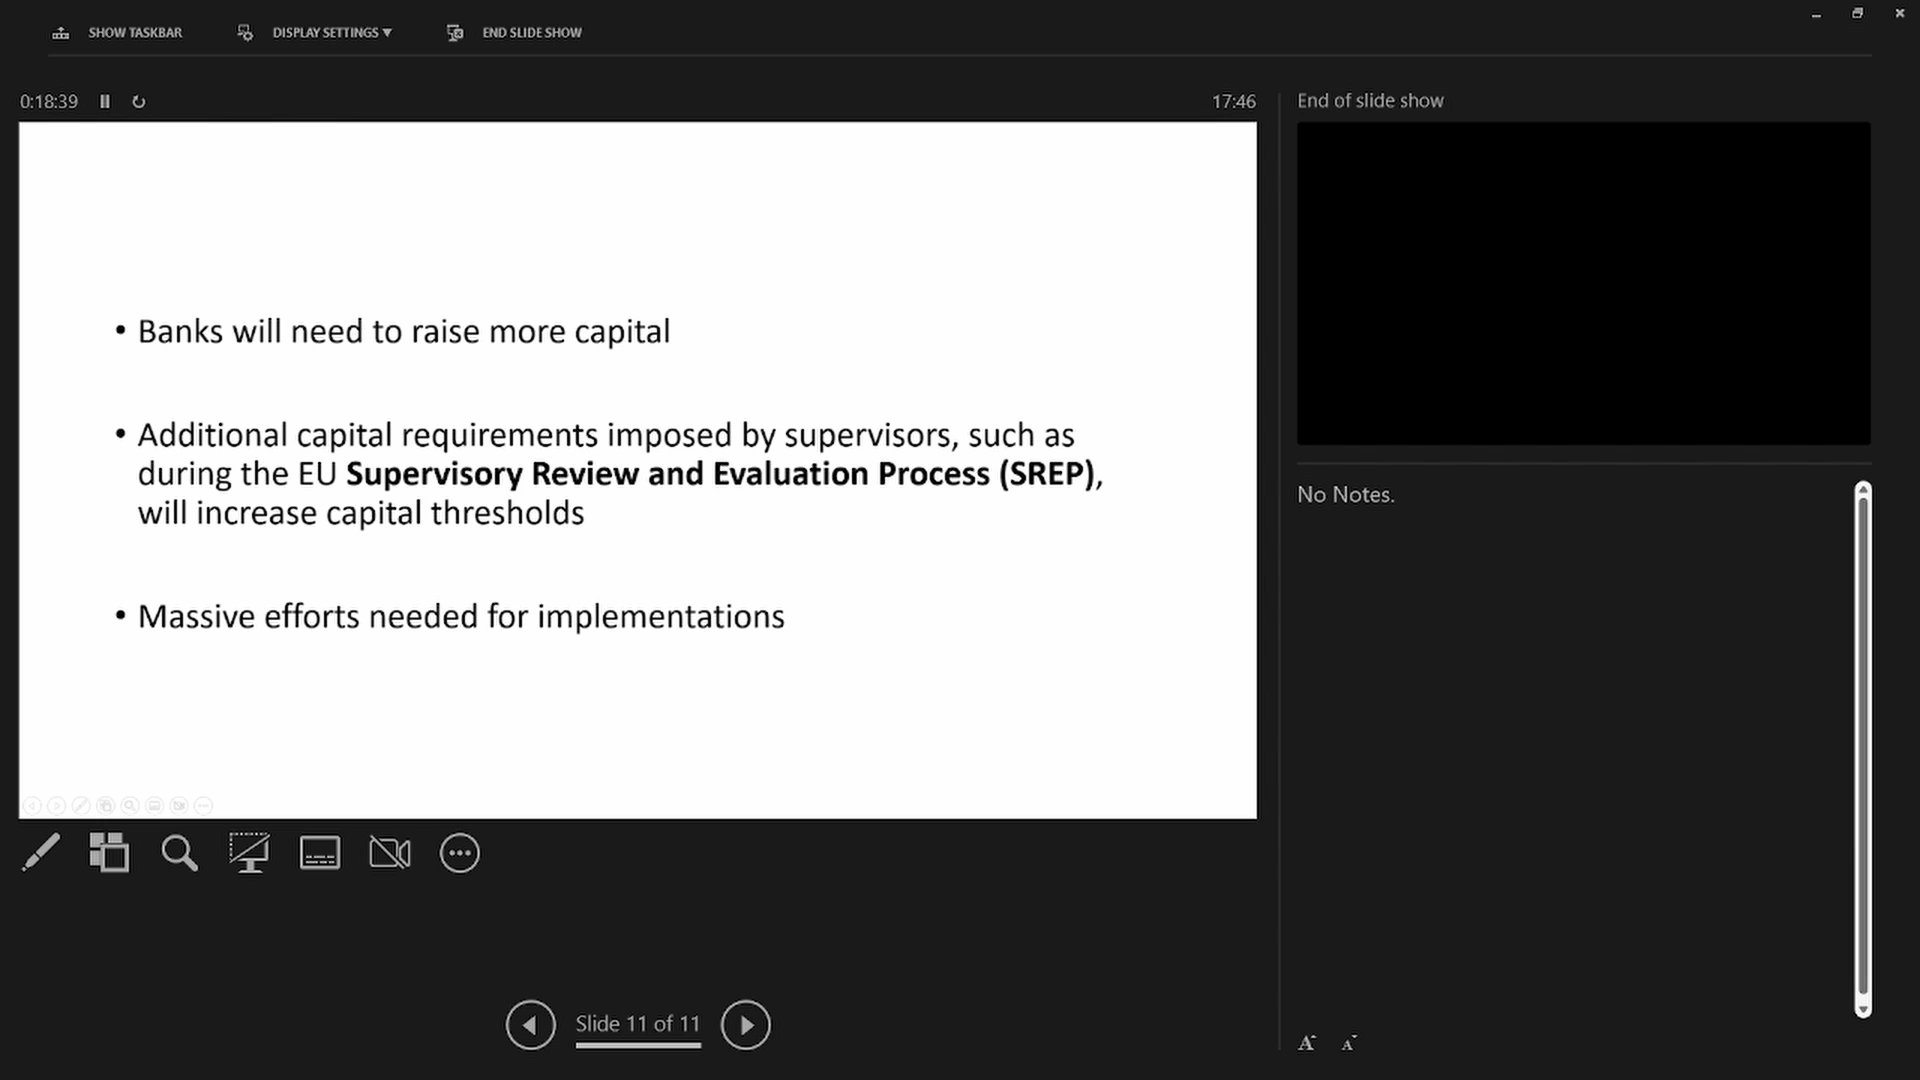 SHOW TASKBAR
DISPLAY SETTINGS ▼
END SLIDE SHOW
0:18:39
17:46
End of slide show
• Banks will need to raise more capital
• Additional capital requirements imposed by supervisors, such as
during the EU Supervisory Review and Evaluation Process (SREP),
will increase capital thresholds
• Massive efforts needed for implementations
No Notes.
Slide 11 of 11
A A